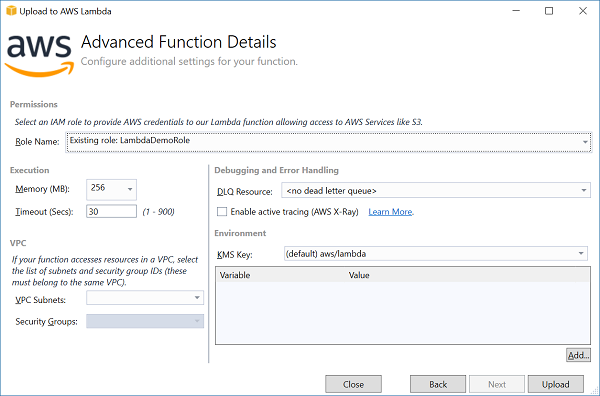 Upload to AWS Lambda
aws
Advanced Function Details
Configure additional settings for your function.
Permissions
Select an IAM role to provide AWS credentials to our Lambda function allowing access to AWS Services like S3.
Role Name: Existing role: LambdaDemoRole
Execution
Memory (MB): 256
Timeout (Secs): 30 (1 - 900)
VPC
If your function accesses resources in a VPC, select
the list of subnets and security group IDs (these
must belong to the same VPC).
VPC Subnets:
Security Groups:
Debugging and Error Handling
DLQ Resource: <no dead letter queue>
Enable active tracing (AWS X-Ray) Learn More.
Environment
KMS Key: (default) aws/lambda
Variable Value
Add...
Close Back Next Upload